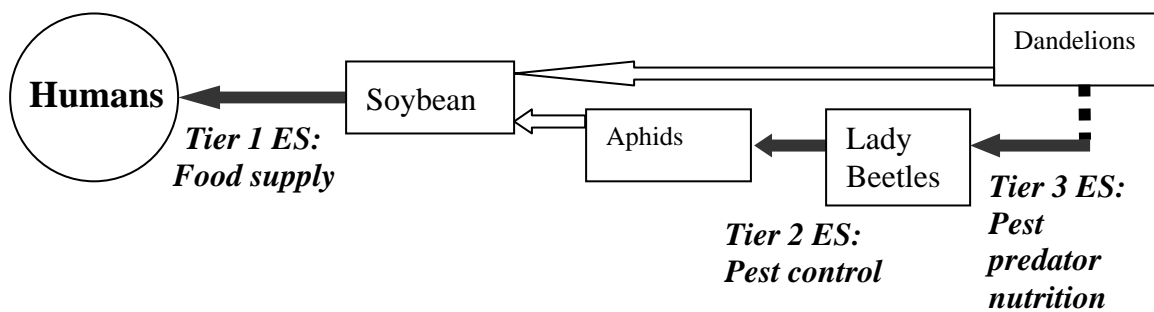 Humans
Tier 1 ES:
Food supply
Soybean
Aphids
Tier 2 ES:
Pest control
Lady
Beetles
Dandelions
Tier 3 ES:
Pest
predator
nutrition